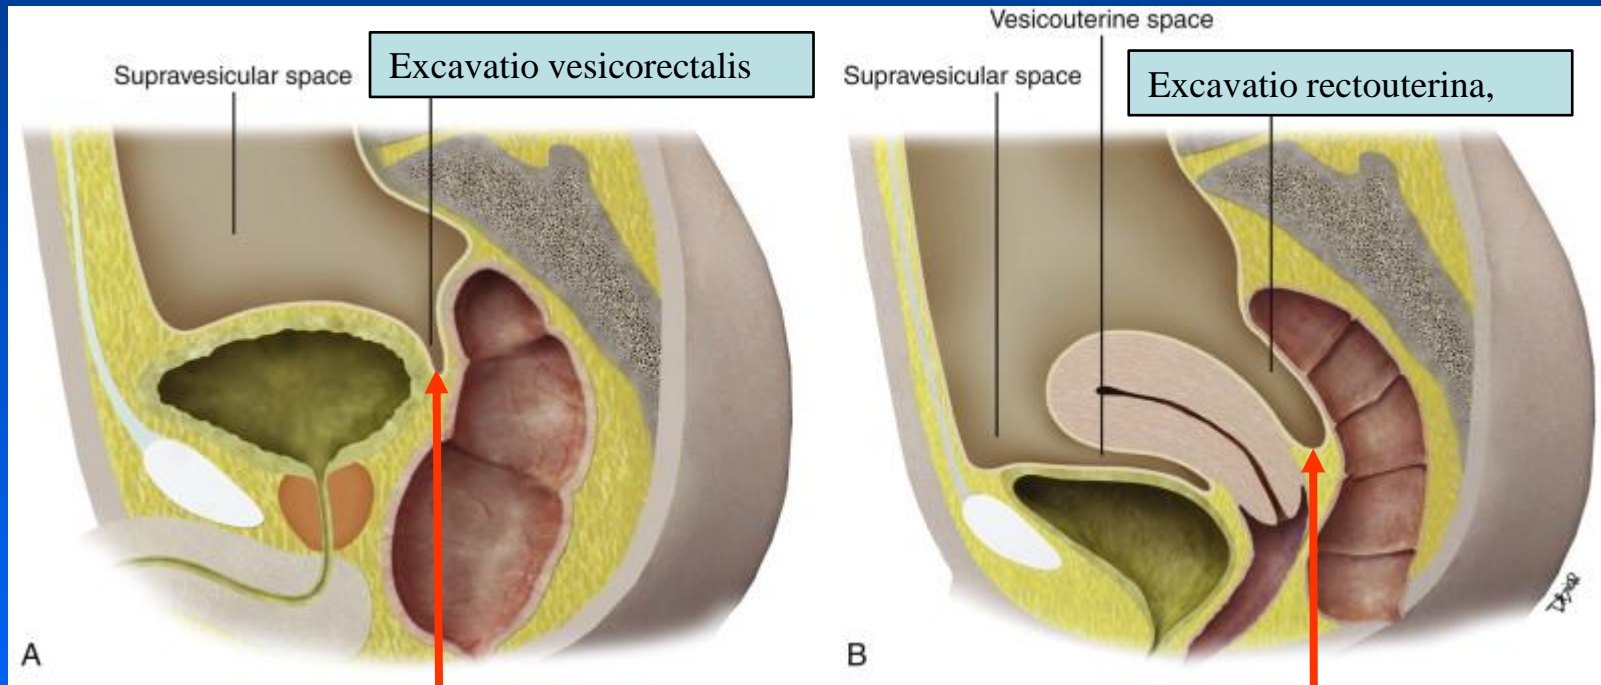 Vesicouterine space
Supravesicular space
Excavatio vesicorectalis
Supravesicular space
Excavatio rectouterina,
A
B